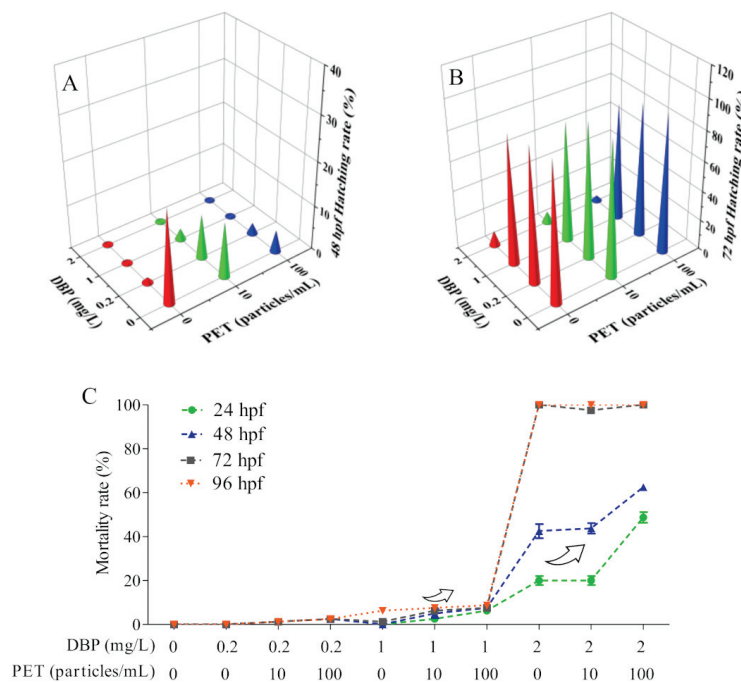 A
40
30
20
10
0
48 hpf Hatching rate (%)
2
1
0.2
0
DBP (mg/L)
0
10
100
PET (particles/mL)
B
120
100
80
60
40
20
0
72 hpf Hatching rate (%)
2
1
0.2
0
DBP (mg/L)
0
10
100
PET (particles/mL)
C
24 hpf
48 hpf
72 hpf
96 hpf
Mortality rate (%)
100
80
60
40
20
0
DBP (mg/L) 0 0.2 0.2 0.2 1 1 1 2 2 2
PET (particles/mL) 0 0 10 100 0 10 100 0 10 100